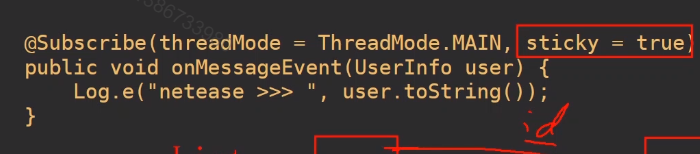 @Subscribe(threadMode = ThreadMode.MAIN, sticky = true)
public void onMessageEvent(UserInfo user) {
    Log.e("netease >>> ", user.toString());
}
id